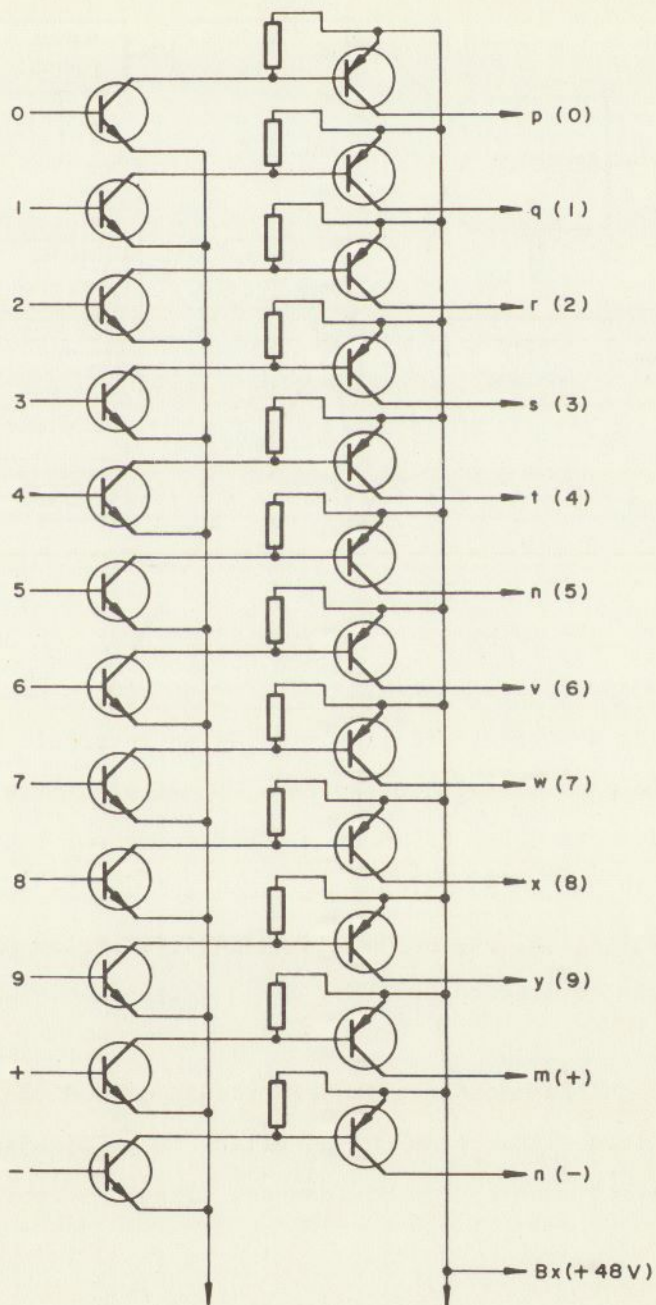 0
p (0)
1
q (1)
2
r (2)
3
s (3)
4
t (4)
5
n (5)
6
v (6)
7
w (7)
8
x (8)
9
y (9)
+
m (+)
-
n (-)
Bx (+ 48V)